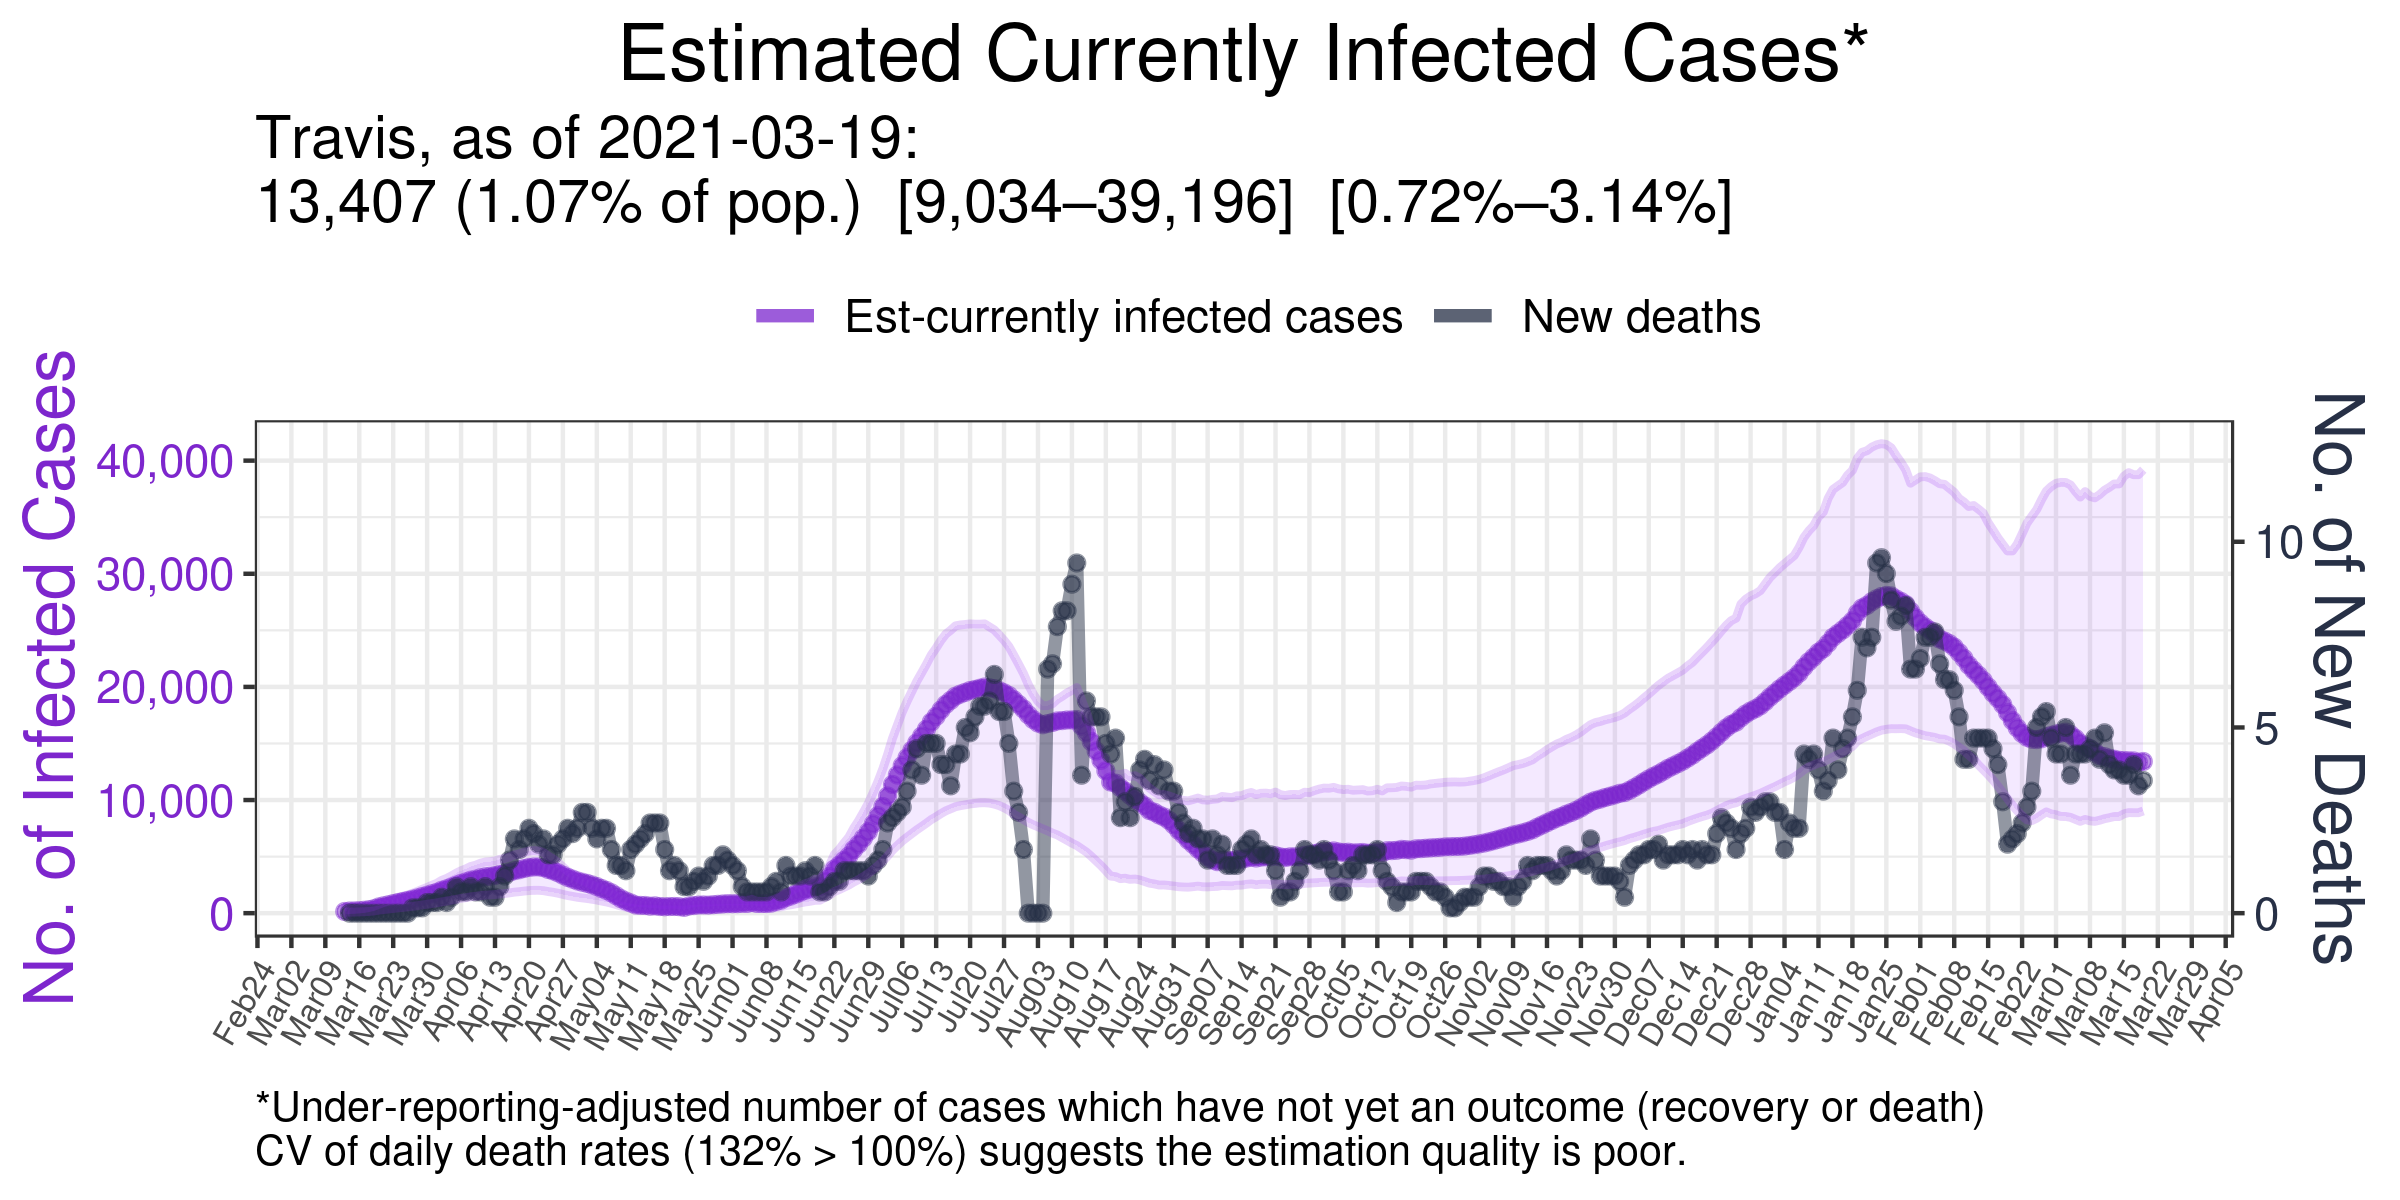 Estimated Currently Infected Cases*
Travis, as of 2021-03-19:
13,407 (1.07% of pop.) [9,034–39,196] [0.72%–3.14%]
Est-currently infected cases New deaths
No. of Infected Cases
40,000
30,000
20,000
10,000
0
10
5
0
No. of New Deaths
Feb24 Mar02 Mar09 Mar16 Mar23 Mar30 Apr06 Apr13 Apr20 Apr27 May04 May11 May18 May25 Jun01 Jun08 Jun15 Jun22 Jun29 Jul06 Jul13 Jul20 Jul27 Aug03 Aug10 Aug17 Aug24 Aug31 Sep07 Sep14 Sep21 Sep28 Oct05 Oct12 Oct19 Oct26 Nov02 Nov09 Nov16 Nov23 Nov30 Dec07 Dec14 Dec21 Dec28 Jan04 Jan11 Jan18 Jan25 Feb01 Feb08 Feb15 Feb22 Mar01 Mar08 Mar15 Mar22 Mar29 Apr05
*Under-reporting-adjusted number of cases which have not yet an outcome (recovery or death)
CV of daily death rates (132% > 100%) suggests the estimation quality is poor.